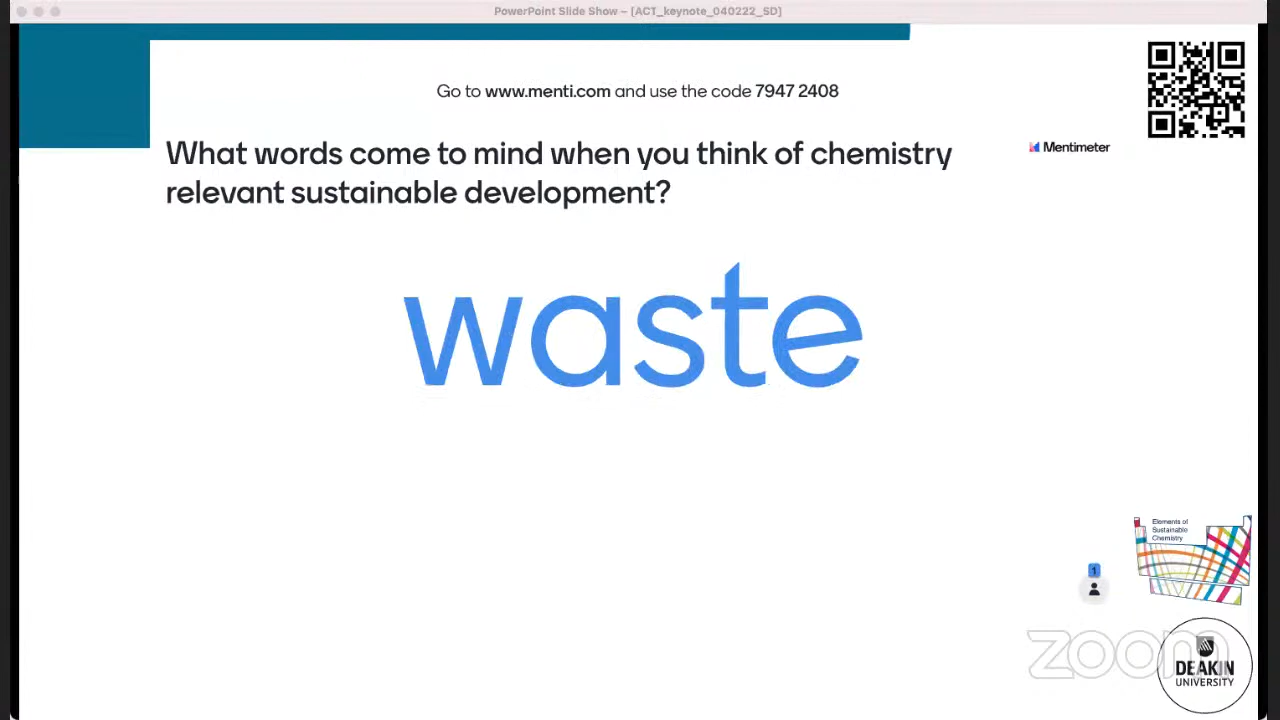 PowerPoint Slide Show – [ACT_keynote_040222_SD]
Go to www.menti.com and use the code 7947 2408
What words come to mind when you think of chemistry
relevant sustainable development?
Mentimeter
waste
Elements of
Sustainable
Chemistry
1
zoom
DEAKIN
UNIVERSITY